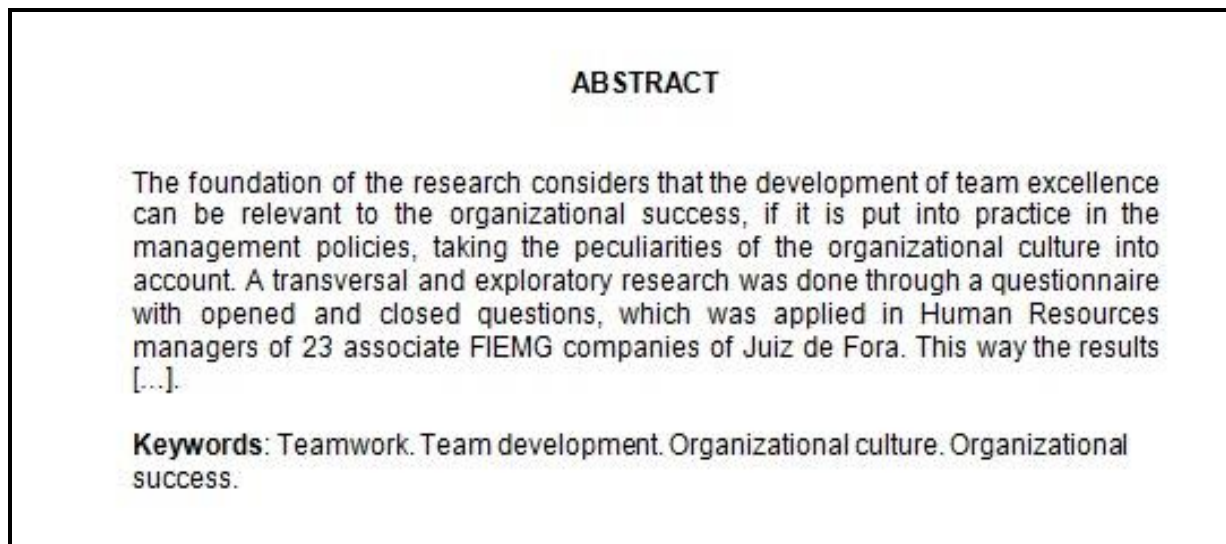 ABSTRACT
The foundation of the research considers that the development of team excellence
can be relevant to the organizational success, if it is put into practice in the
management policies, taking the peculiarities of the organizational culture into
account. A transversal and exploratory research was done through a questionnaire
with opened and closed questions, which was applied in Human Resources
managers of 23 associate FIEMG companies of Juiz de Fora. This way the results
[...].
Keywords: Teamwork. Team development. Organizational culture. Organizational
success.